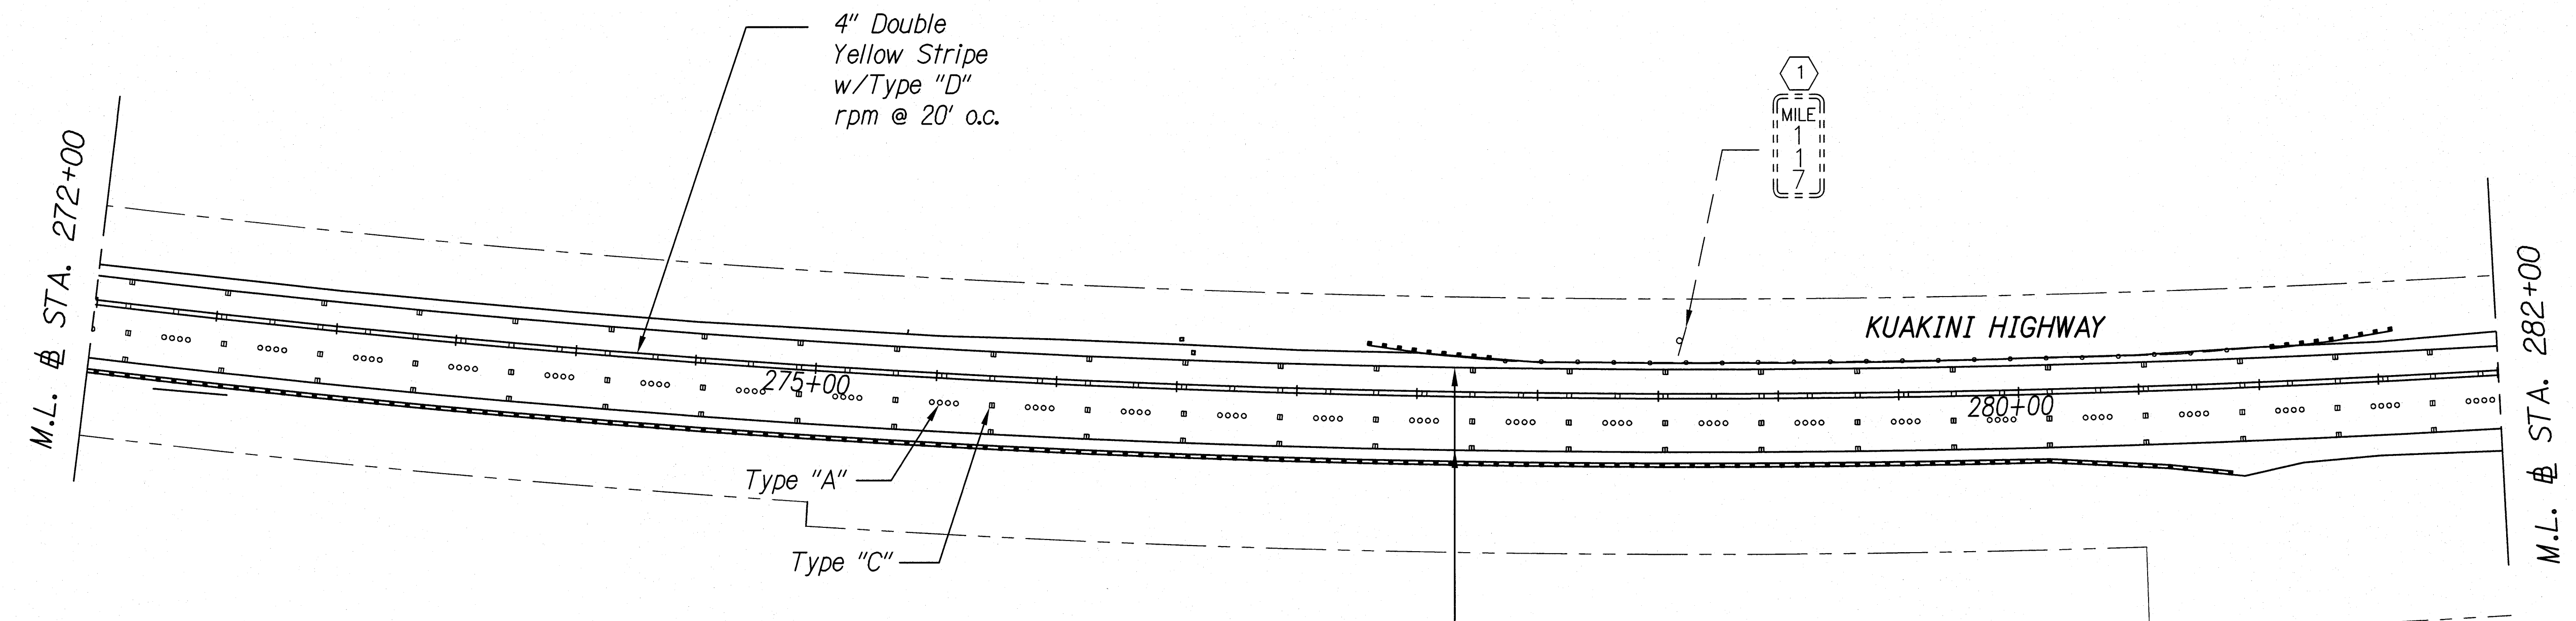 4" Double
Yellow Stripe
w/Type "D"
rpm @ 20' o.c.
1
MILE
1
1
7
M.L. ⅊ STA. 272+00
KUAKINI HIGHWAY
M.L. ⅊ STA. 282+00
275+00
280+00
Type "A"
Type "C"